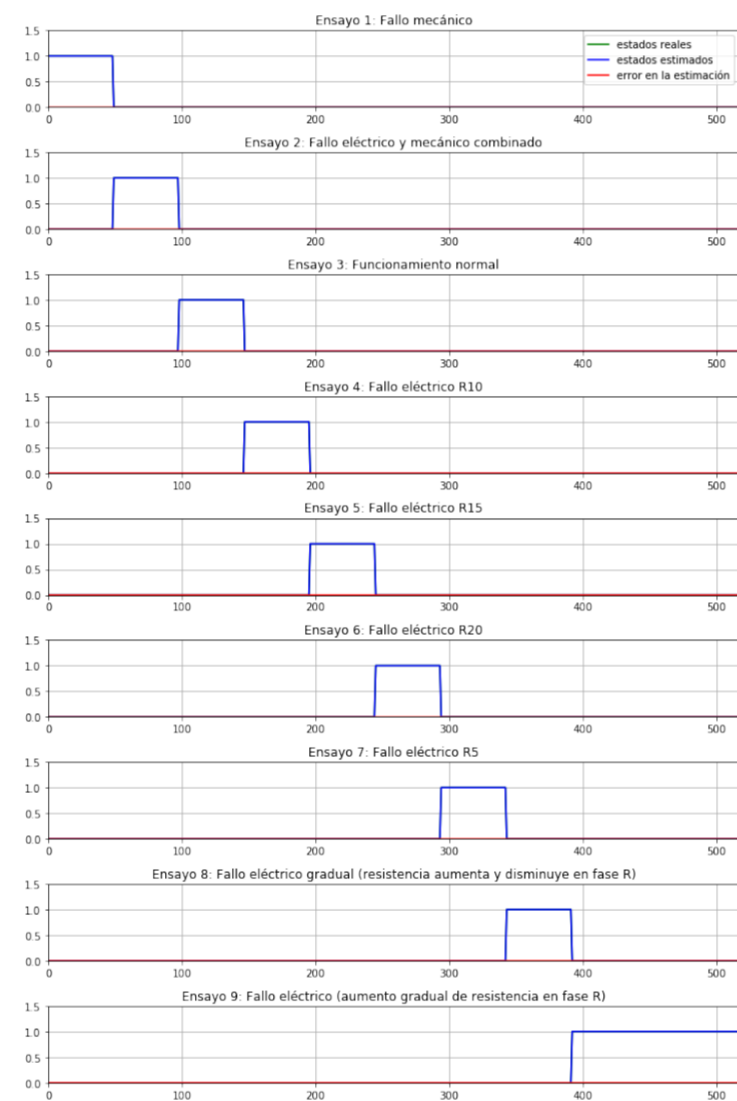 Ensayo 1: Fallo mecánico
1.5
1.0
0.5
0.0
estados reales
estados estimados
error en la estimación
0 100 200 300 400 500
Ensayo 2: Fallo eléctrico y mecánico combinado
1.5
1.0
0.5
0.0
0 100 200 300 400 500
Ensayo 3: Funcionamiento normal
1.5
1.0
0.5
0.0
0 100 200 300 400 500
Ensayo 4: Fallo eléctrico R10
1.5
1.0
0.5
0.0
0 100 200 300 400 500
Ensayo 5: Fallo eléctrico R15
1.5
1.0
0.5
0.0
0 100 200 300 400 500
Ensayo 6: Fallo eléctrico R20
1.5
1.0
0.5
0.0
0 100 200 300 400 500
Ensayo 7: Fallo eléctrico R5
1.5
1.0
0.5
0.0
0 100 200 300 400 500
Ensayo 8: Fallo eléctrico gradual (resistencia aumenta y disminuye en fase R)
1.5
1.0
0.5
0.0
0 100 200 300 400 500
Ensayo 9: Fallo eléctrico (aumento gradual de resistencia en fase R)
1.5
1.0
0.5
0.0
0 100 200 300 400 500